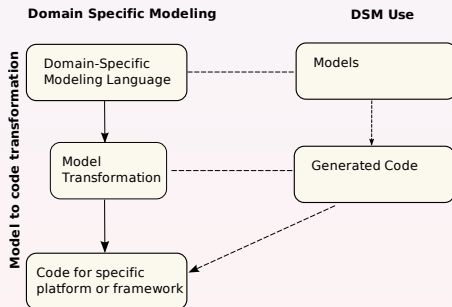 Domain Specific Modeling
DSM Use
Model to code transformation
Domain-Specific
Modeling Language
Models
Model
Transformation
Generated Code
Code for specific
platform or framework